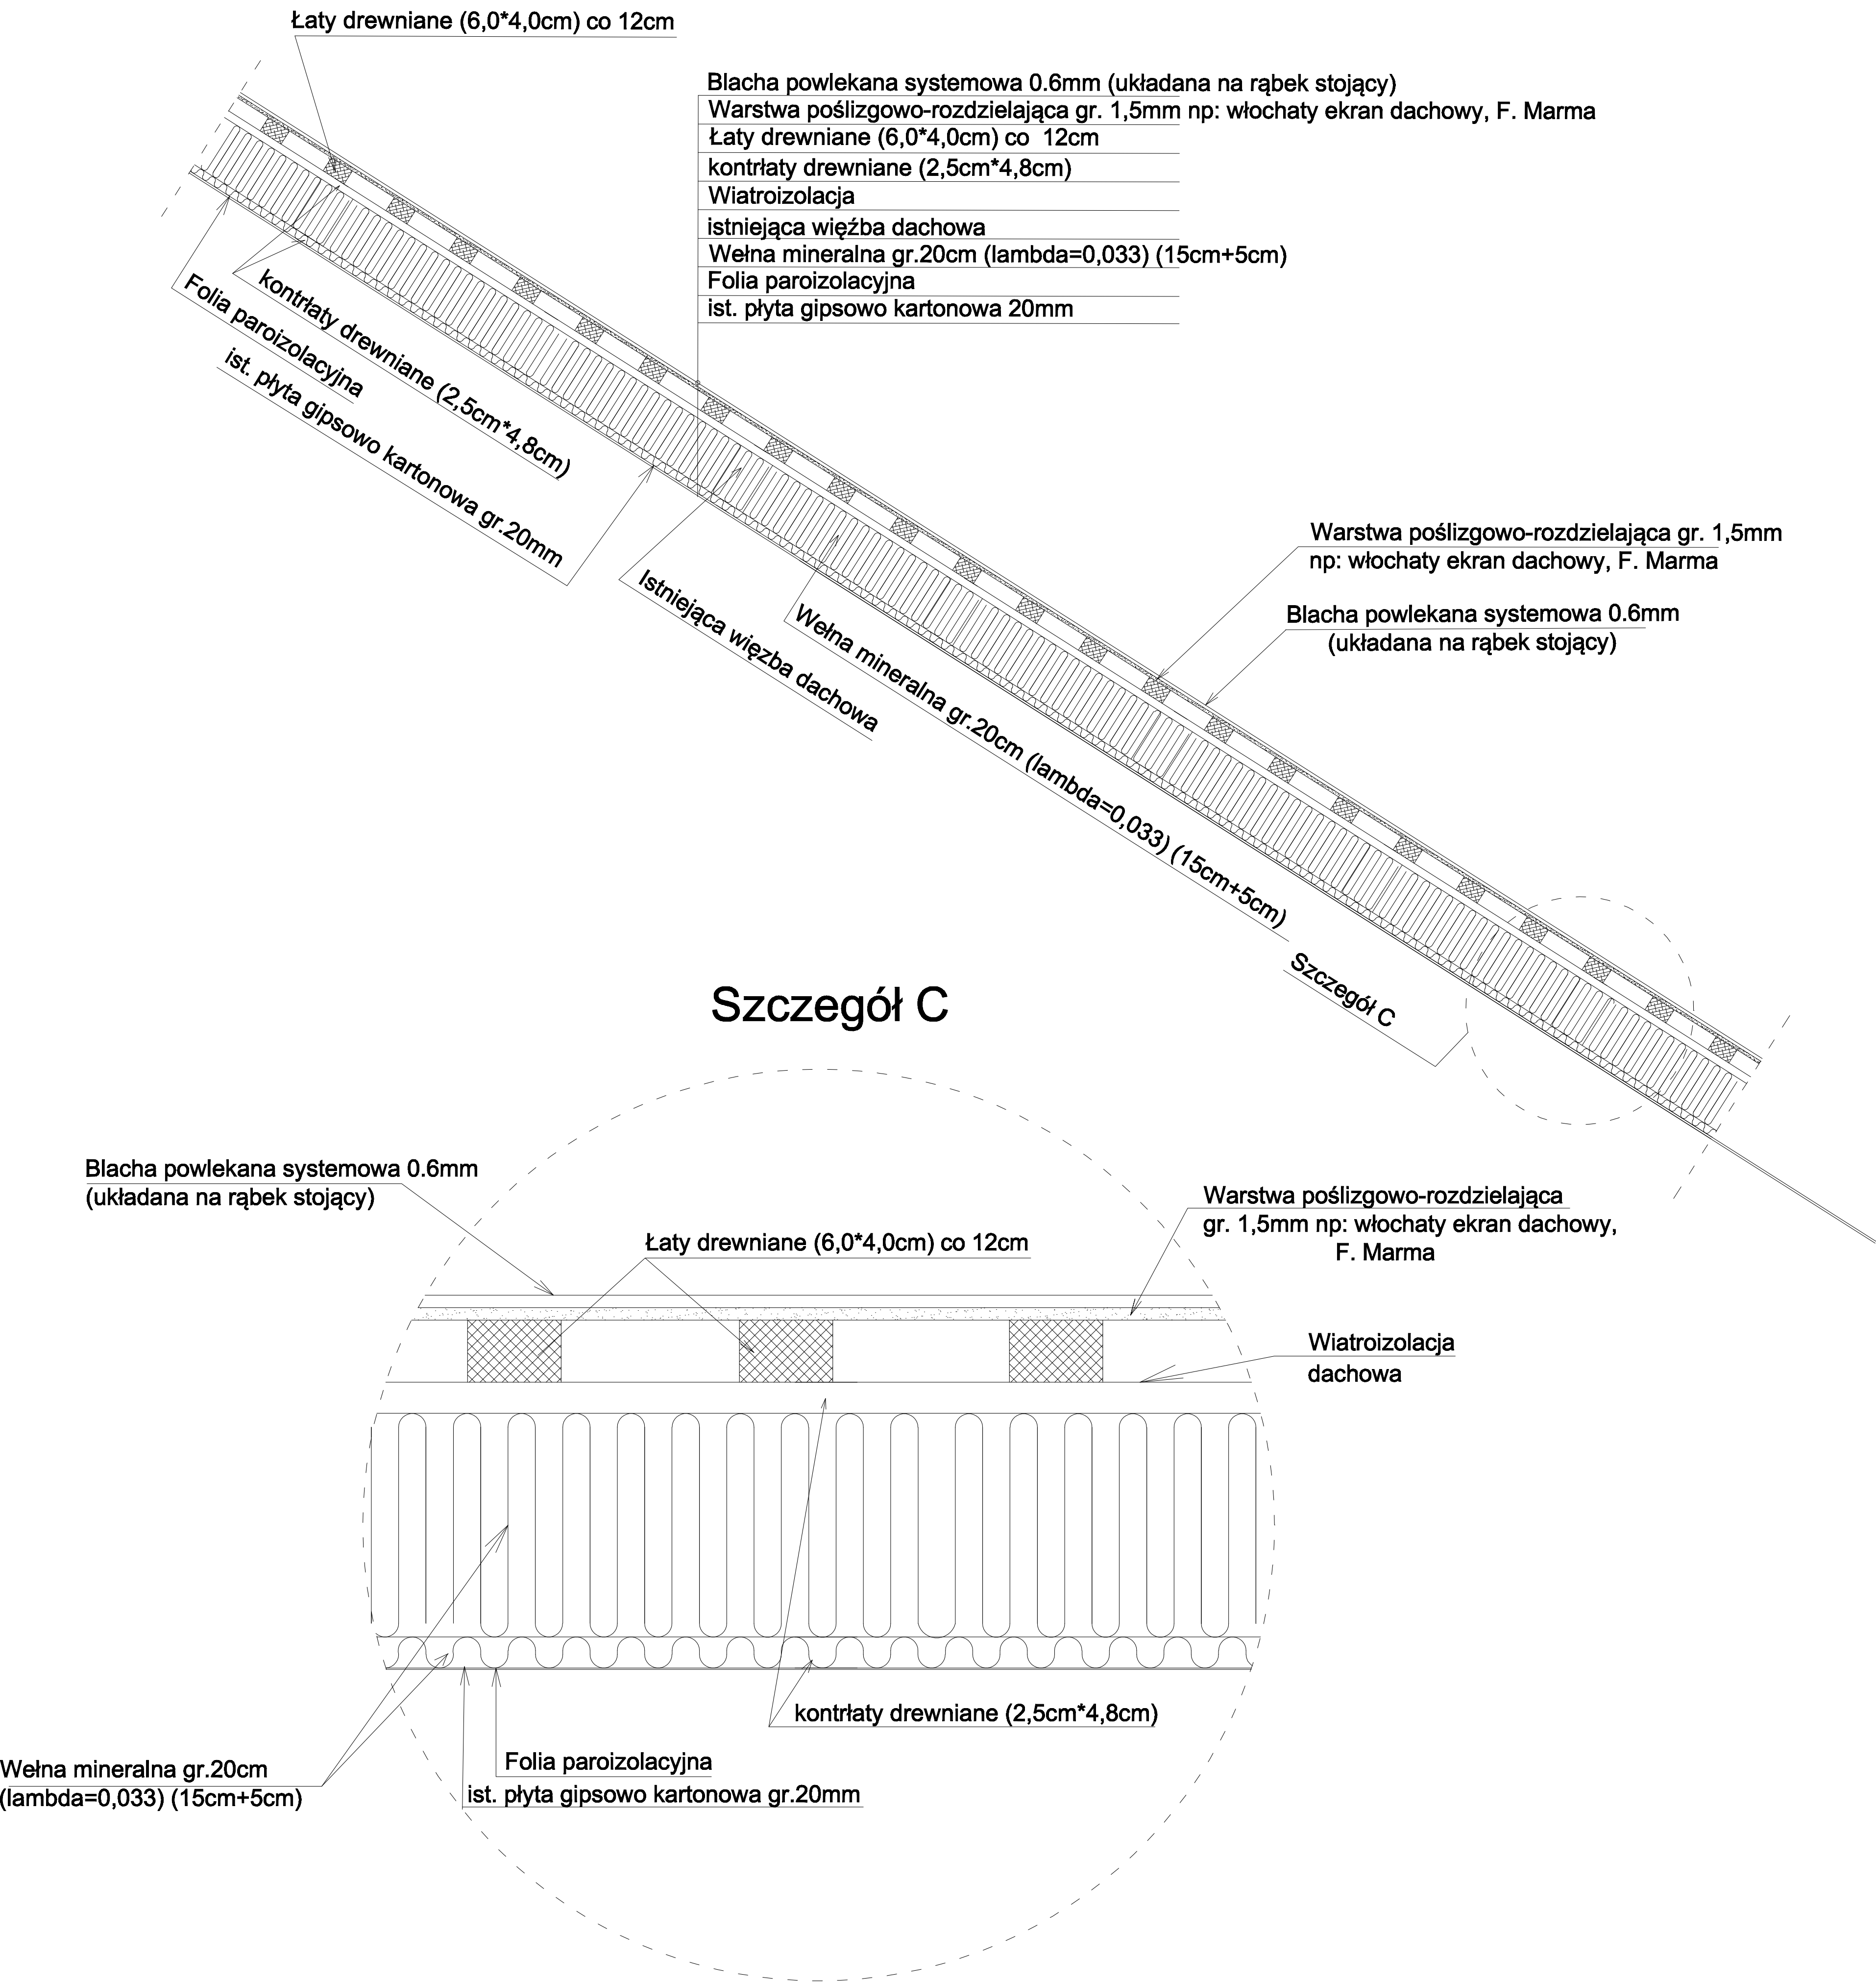 Łaty drewniane (6,0*4,0cm) co 12cm
Blacha powlekana systemowa 0.6mm (układana na rąbek stojący)
Warstwa poślizgowo-rozdzielająca gr. 1,5mm np: włochaty ekran dachowy, F. Marma
Łaty drewniane (6,0*4,0cm) co 12cm
kontrłaty drewniane (2,5cm*4,8cm)
Wiatroizolacja
istniejąca więźba dachowa
Wełna mineralna gr.20cm (lambda=0,033) (15cm+5cm)
Folia paroizolacyjna
ist. płyta gipsowo kartonowa 20mm
kontrłaty drewniane (2,5cm*4,8cm)
Folia paroizolacyjna
ist. płyta gipsowo kartonowa gr.20mm
Istniejąca więzba dachowa
Wełna mineralna gr.20cm (lambda=0,033) (15cm+5cm)
Warstwa poślizgowo-rozdzielająca gr. 1,5mm
np: włochaty ekran dachowy, F. Marma
Blacha powlekana systemowa 0.6mm
(układana na rąbek stojący)
Szczegół C
Szczegół C
Blacha powlekana systemowa 0.6mm
(układana na rąbek stojący)
Łaty drewniane (6,0*4,0cm) co 12cm
Warstwa poślizgowo-rozdzielająca
gr. 1,5mm np: włochaty ekran dachowy,
F. Marma
Wiatroizolacja
dachowa
kontrłaty drewniane (2,5cm*4,8cm)
Folia paroizolacyjna
ist. płyta gipsowo kartonowa gr.20mm
Wełna mineralna gr.20cm
(lambda=0,033) (15cm+5cm)